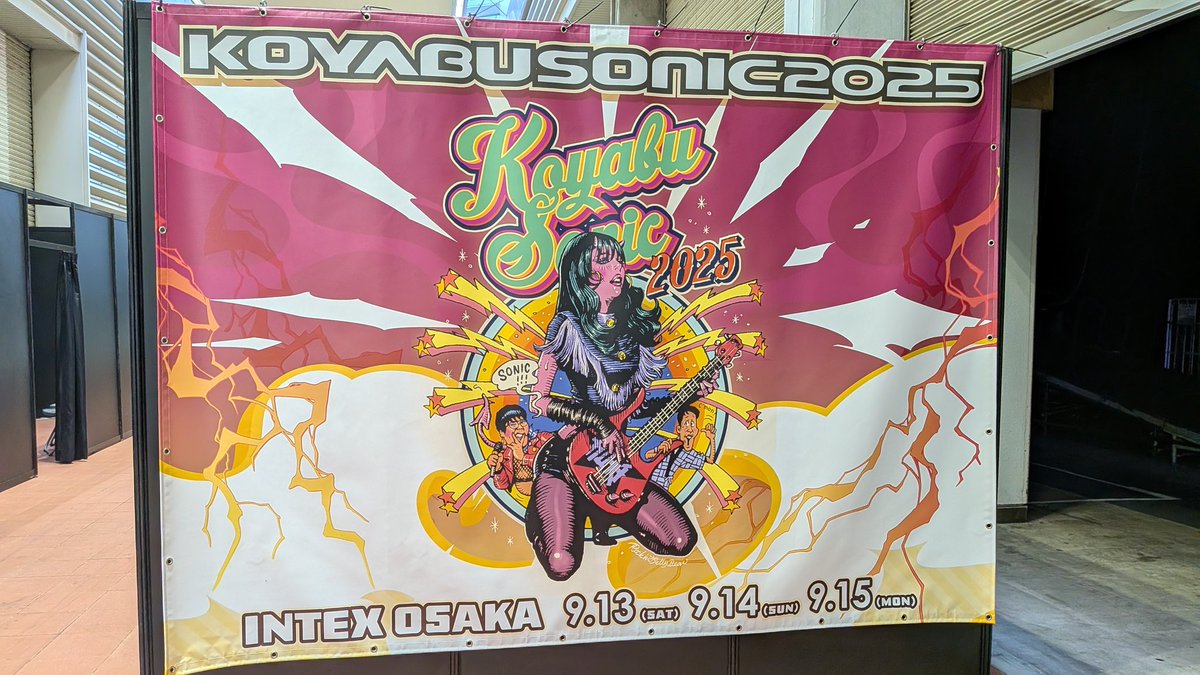 KOYABUSONIC2025
Koyabu
Sonic
2025
SONIC
!!!
INTEX OSAKA 9.13(SAT) 9.14(SUN) 9.15(MON)